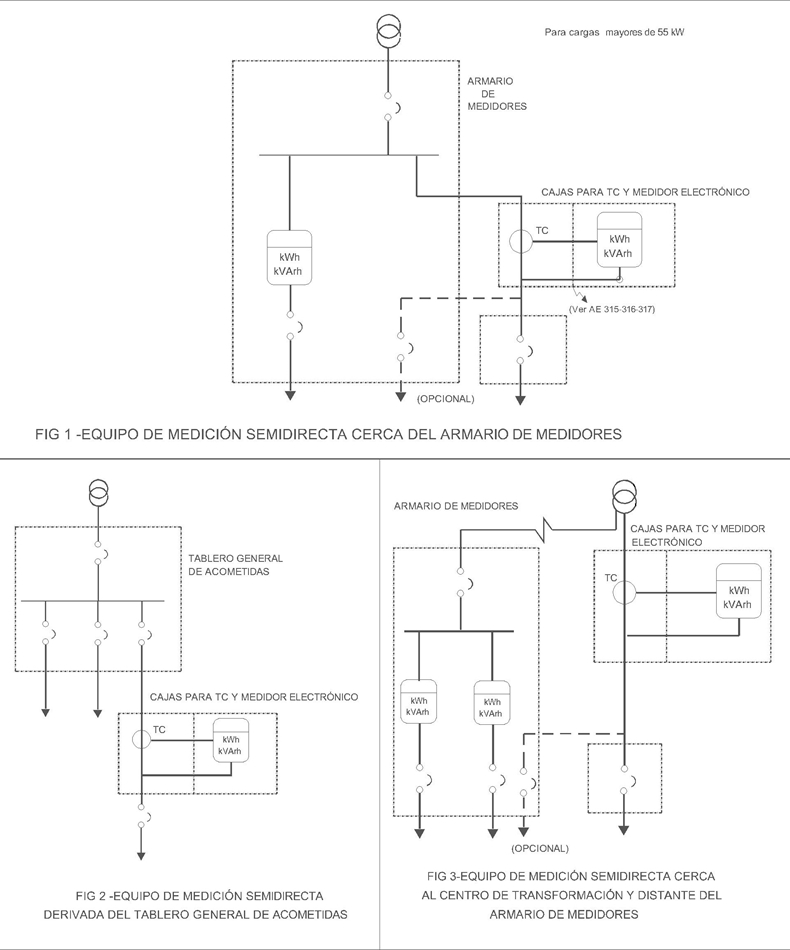 Para cargas mayores de 55 kW
ARMARIO
DE
MEDIDORES
CAJAS PARA TC Y MEDIDOR ELECTRÓNICO
TC
kWh
kVArh
kWh
kVArh
(Ver AE 315-316-317)
(OPCIONAL)
FIG 1 -EQUIPO DE MEDICIÓN SEMIDIRECTA CERCA DEL ARMARIO DE MEDIDORES
TABLERO GENERAL
DE ACOMETIDAS
CAJAS PARA TC Y MEDIDOR ELECTRÓNICO
TC
kWh
kVArh
FIG 2 -EQUIPO DE MEDICIÓN SEMIDIRECTA
DERIVADA DEL TABLERO GENERAL DE ACOMETIDAS
ARMARIO DE MEDIDORES
CAJAS PARA TC Y MEDIDOR
ELECTRÓNICO
TC
kWh
kVArh
kWh
kVArh
kWh
kVArh
(OPCIONAL)
FIG 3-EQUIPO DE MEDICIÓN SEMIDIRECTA CERCA
AL CENTRO DE TRANSFORMACIÓN Y DISTANTE DEL
ARMARIO DE MEDIDORES